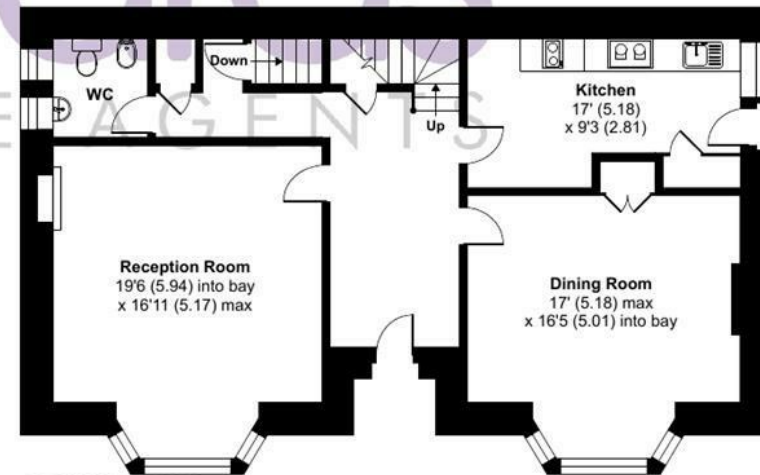 Down
WC
Up
Kitchen
17' (5.18)
x 9'3 (2.81)
E AGENTS
Reception Room
19'6 (5.94) into bay
x 16'11 (5.17) max
Dining Room
17' (5.18) max
x 16'5 (5.01) into bay